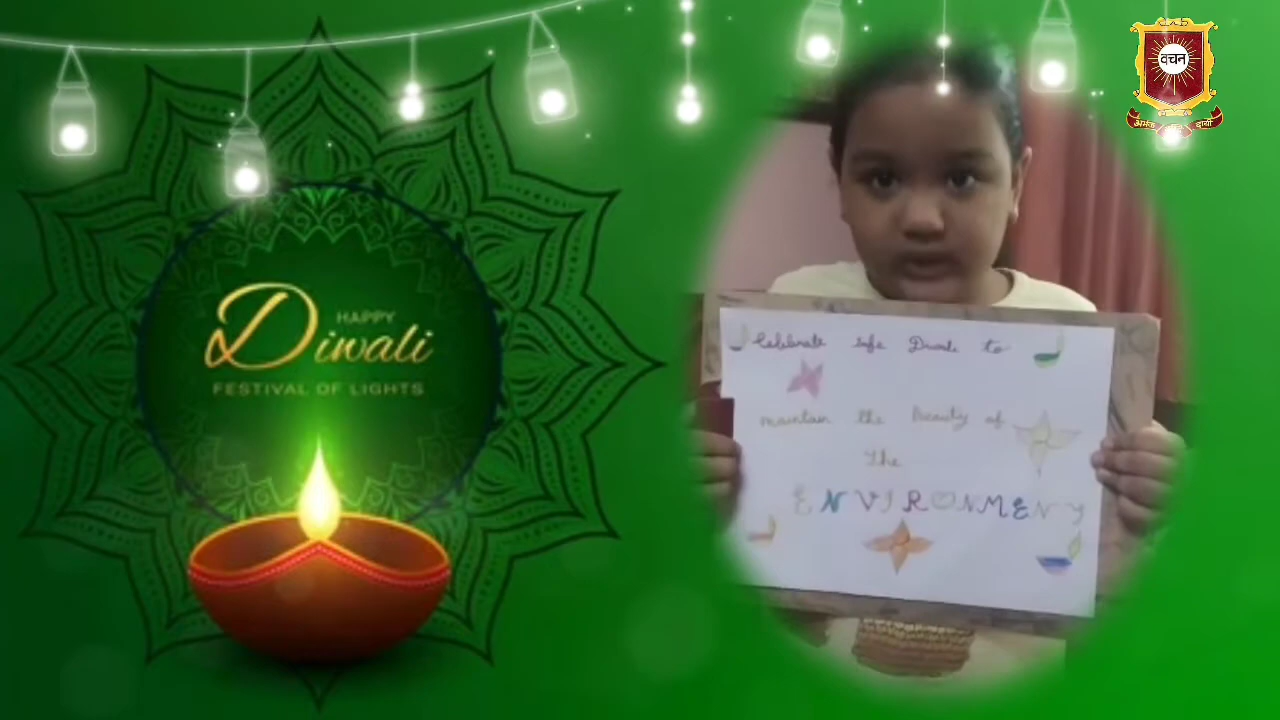 वचन
HAPPY
Diwali
FESTIVAL OF LIGHTS
Celebrate safe Diwali to
maintain the beauty of
the
ENVIRONMENT